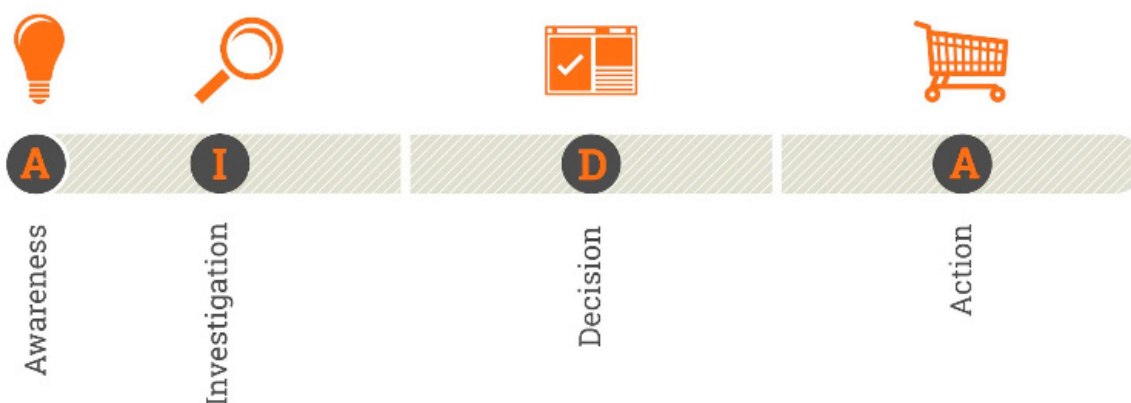 A
I
D
A
Awareness
Investigation
Decision
Action